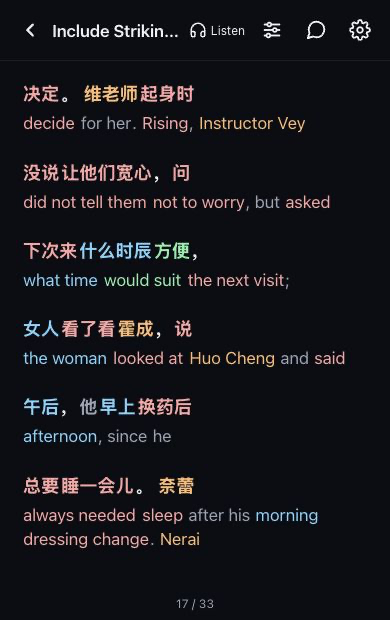 Include Strikin... Listen
决定。 维老师起身时
decide for her. Rising, Instructor Vey
没说让他们宽心，问
did not tell them not to worry, but asked
下次来什么时辰方便，
what time would suit the next visit;
女人看了看霍成，说
the woman looked at Huo Cheng and said
午后，他早上换药后
afternoon, since he
总要睡一会儿。 奈蕾
always needed sleep after his morning
dressing change. Nerai
17 / 33